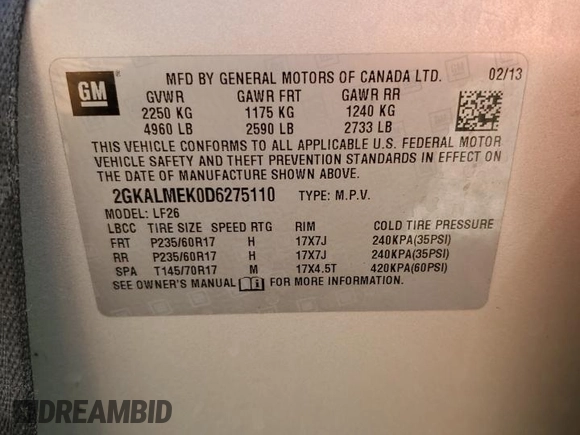 GM
MFD BY GENERAL MOTORS OF CANADA LTD. 02/13
GVWR GAWR FRT GAWR RR
2250 KG 1175 KG 1240 KG
4960 LB 2590 LB 2733 LB
THIS VEHICLE CONFORMS TO ALL APPLICABLE U.S. FEDERAL MOTOR
VEHICLE SAFETY AND THEFT PREVENTION STANDARDS IN EFFECT ON
THE DATE OF MANUFACTURE SHOWN ABOVE.
2GKALMEK0D6275110 TYPE: M.P.V.
MODEL: LF26
LBCC TIRE SIZE SPEED RTG RIM COLD TIRE PRESSURE
FRT P235/60R17 H 17X7J 240KPA(35PSI)
RR P235/60R17 H 17X7J 240KPA(35PSI)
SPA T145/70R17 M 17X4.5T 420KPA(60PSI)
SEE OWNER'S MANUAL FOR MORE INFORMATION.
DREAMBID